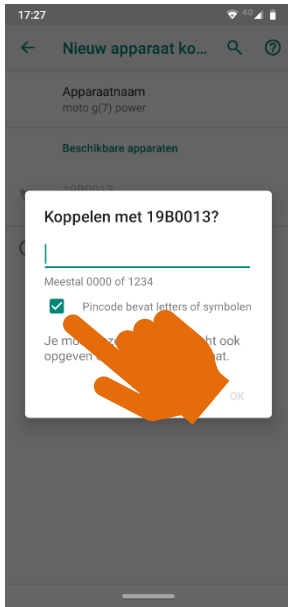 17:27
4G
Nieuw apparaat ko...
Apparaatnaam
moto g(7) power
Beschikbare apparaten
19B0013
Koppelen met 19B0013?
Meestal 0000 of 1234
Pincode bevat letters of symbolen
Je mo ht ook
opgeven at.
OK